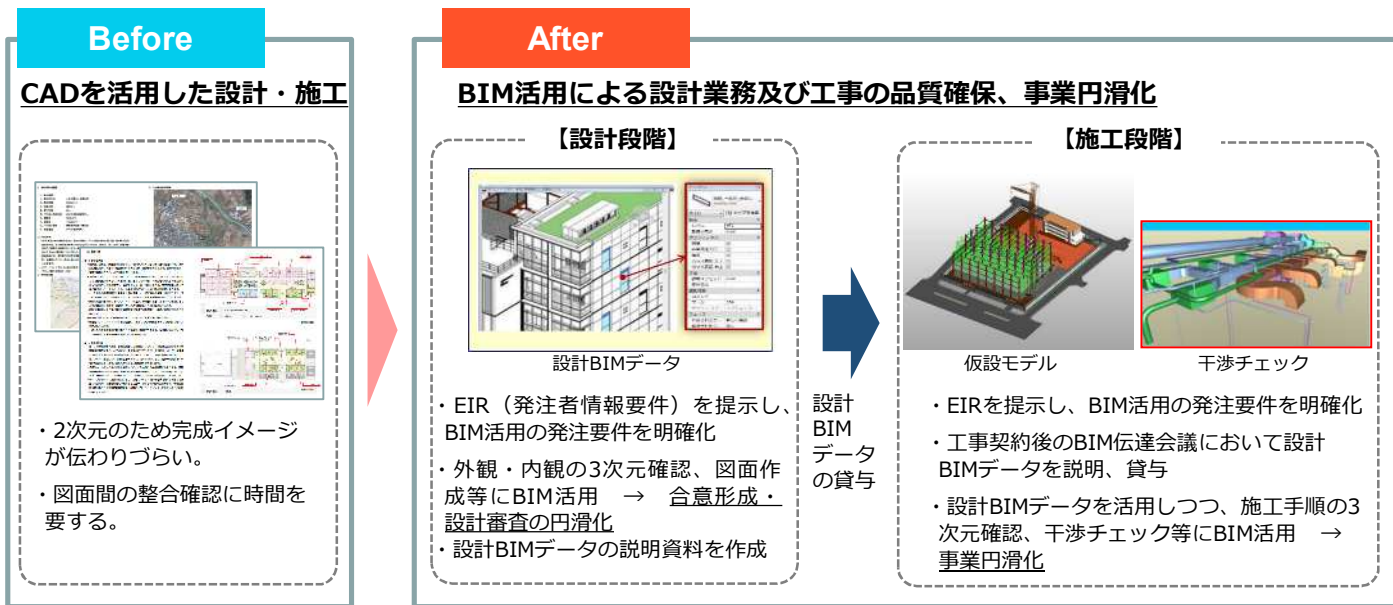 Before
CADを活用した設計・施工
・2次元のため完成イメージ
が伝わりづらい。
・図面間の整合確認に時間を
要する。
After
BIM活用による設計業務及び工事の品質確保、事業円滑化
【設計段階】
設計BIMデータ
・EIR（発注者情報要件）を提示し、
BIM活用の発注要件を明確化
・外観・内観の3次元確認、図面作
成等にBIM活用　→　合意形成・
設計審査の円滑化
・設計BIMデータの説明資料を作成
設計
BIM
データ
の貸与
【施工段階】
仮設モデル
干渉チェック
・EIRを提示し、BIM活用の発注要件を明確化
・工事契約後のBIM伝達会議において設計
BIMデータを説明、貸与
・設計BIMデータを活用しつつ、施工手順の3
次元確認、干渉チェック等にBIM活用　→
事業円滑化